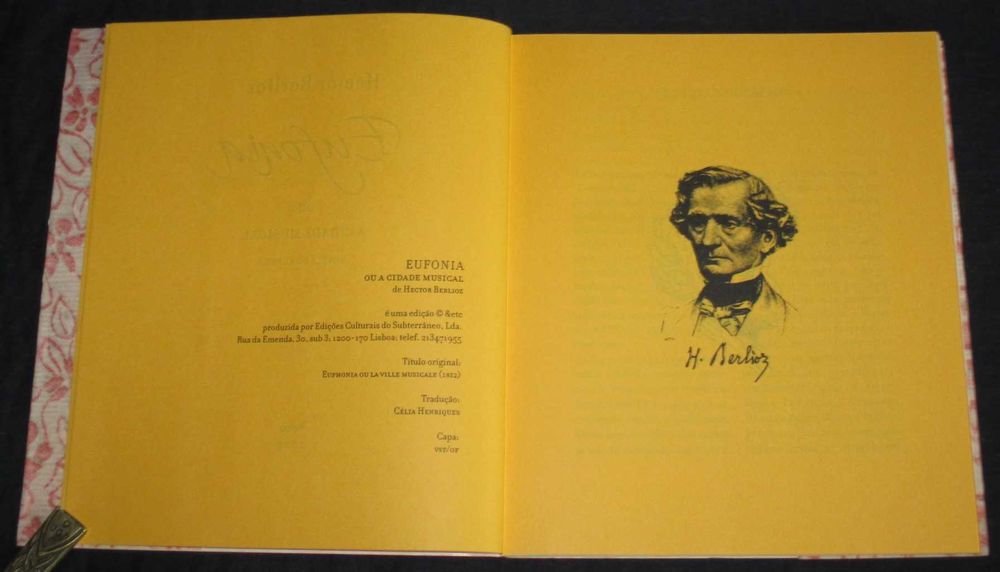 EUFONIA
OU A CIDADE MUSICAL
de Hector Berlioz
é uma edição © &etc
produzida por Edições Culturais do Subterrâneo, Lda.
Rua da Emenda, 30, sub 3; 1200-170 Lisboa; telef. 213471955
Título original:
Euphonia ou la ville musicale (1852)
Tradução:
Célia Henriques
Capa:
H. Berlioz